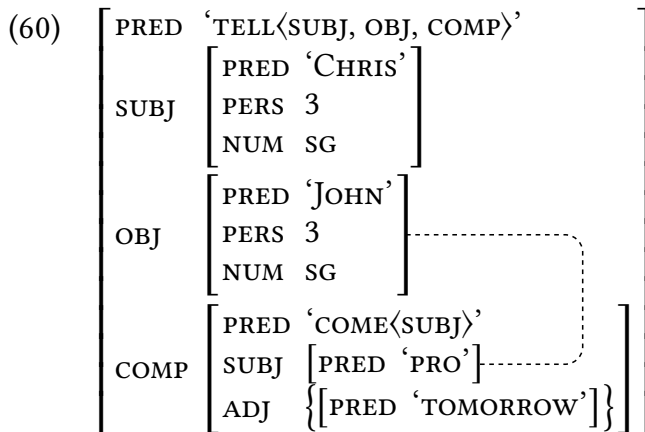 (60)
PRED ‘TELL⟨SUBJ, OBJ, COMP⟩’
PRED ‘CHRIS’
SUBJ PERS 3
NUM SG
PRED ‘JOHN’
OBJ PERS 3
NUM SG
PRED ‘COME⟨SUBJ⟩’
COMP SUBJ [PRED ‘PRO’]
ADJ {[PRED ‘TOMORROW’]}